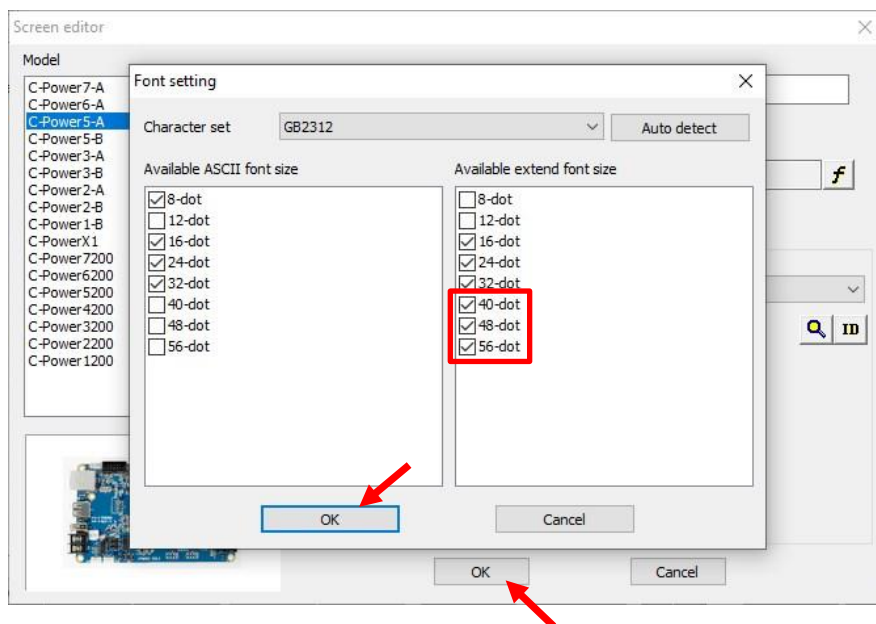 Screen editor
Model
C-Power7-A
C-Power6-A
C-Power5-A
C-Power5-B
C-Power3-A
C-Power3-B
C-Power2-A
C-Power2-B
C-Power1-B
C-PowerX1
C-Power7200
C-Power6200
C-Power5200
C-Power4200
C-Power3200
C-Power2200
C-Power1200
Font setting
Character set GB2312 Auto detect
Available ASCII font size
8-dot
12-dot
16-dot
24-dot
32-dot
40-dot
48-dot
56-dot
Available extend font size
8-dot
12-dot
16-dot
24-dot
32-dot
40-dot
48-dot
56-dot
OK Cancel
f
ID
OK Cancel